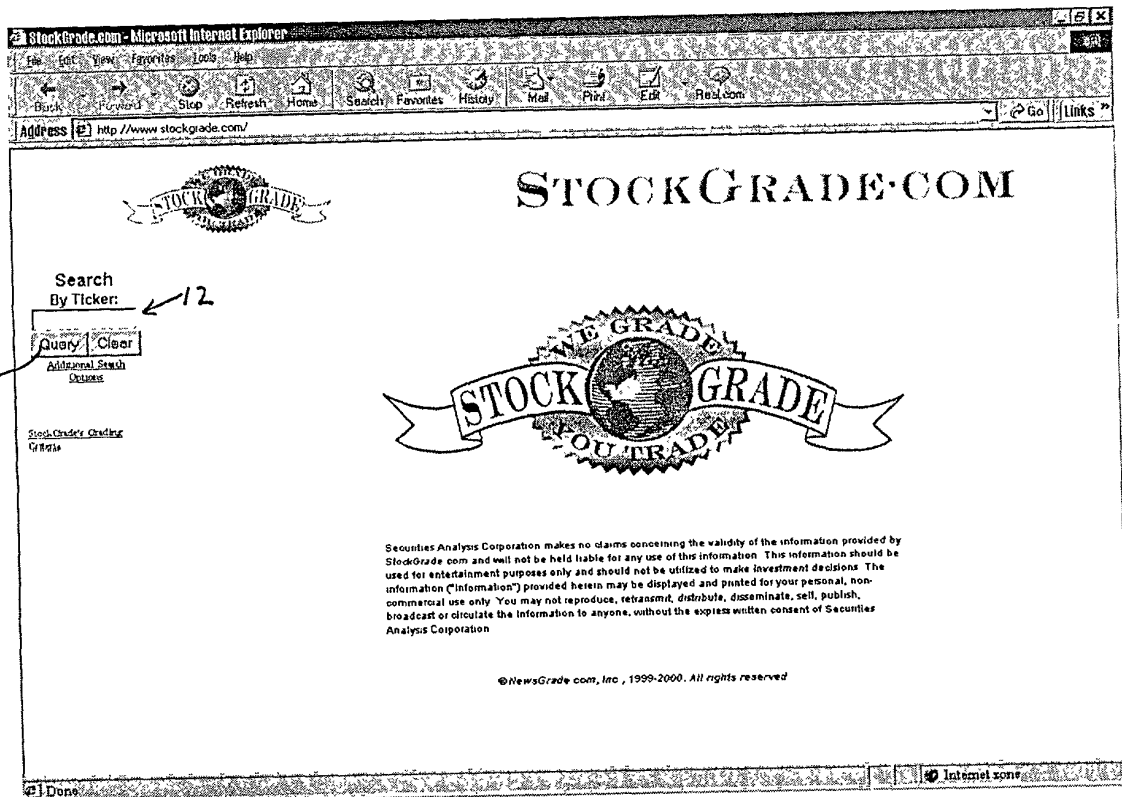 StockGrade.com - Microsoft Internet Explorer
File Edit View Favorites Tools Help
Back Forward Stop Refresh Home Search Favorites History Mail Print Edit Real.com
Address http //www stockgrade.com/ Go Links »
STOCK GRADE
STOCKGRADE.COM
Search
By Ticker:
12
Query Clear
Additional Search
Options
StockGrade's Grading
Criteria
WE GRADE
STOCK GRADE
YOU TRADE
Securities Analysis Corporation makes no claims concerning the validity of the information provided by
StockGrade com and will not be held liable for any use of this information This information should be
used for entertainment purposes only and should not be utilized to make investment decisions The
information ("Information") provided herein may be displayed and printed for your personal, non-
commercial use only You may not reproduce, retransmit, distribute, disseminate, sell, publish,
broadcast or circulate the Information to anyone, without the express written consent of Securities
Analysis Corporation
©NewsGrade com, Inc , 1999-2000. All rights reserved
Done Internet zone